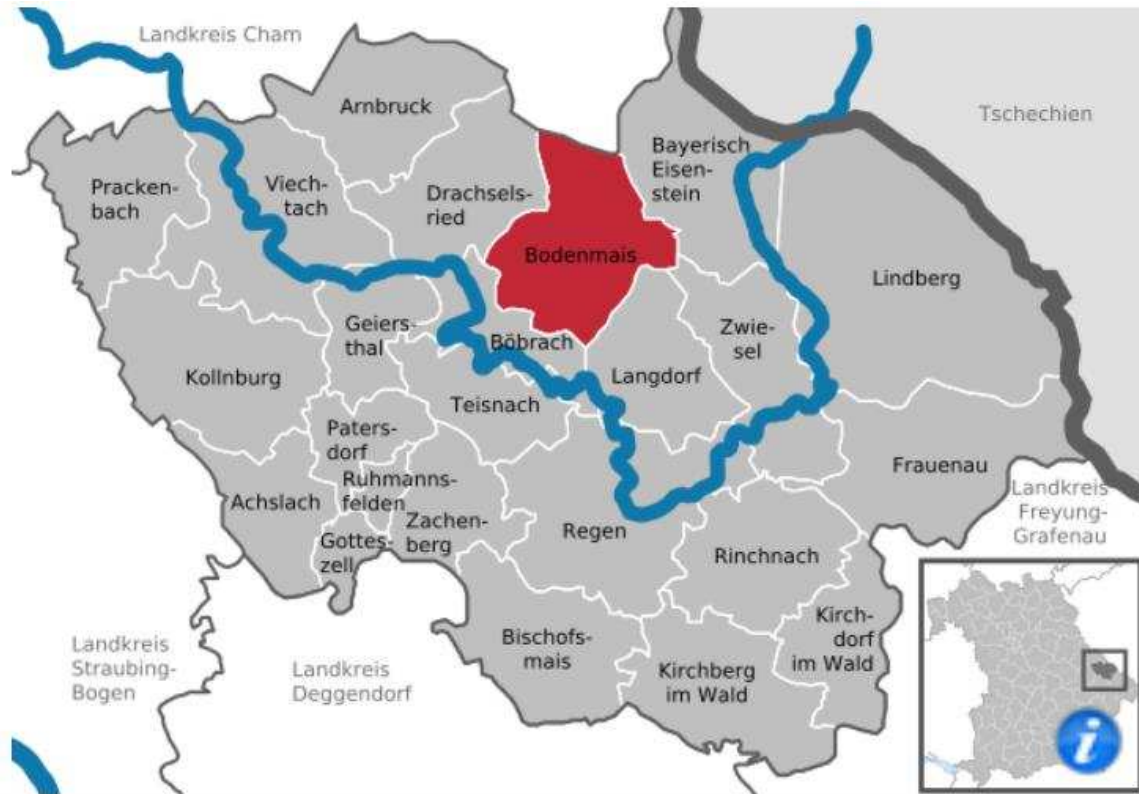 Landkreis Cham
Arnbruck
Tschechien
Bayerisch
Eisen-
stein
Viech-
tach
Pracken-
bach
Drachsels-
ried
Bodenmais
Lindberg
Geiers-
thal
Böbrach
Zwie-
sel
Kollnburg
Langdorf
Teisnach
Paters-
dorf
Frauenau
Ruhmanns-
felden
Achslach
Landkreis
Freyung-
Grafenau
Zachen-
berg
Regen
Gottes-
zell
Rinchnach
Kirch-
dorf
im Wald
Bischofs-
mais
Landkreis
Straubing-
Bogen
Landkreis
Deggendorf
Kirchberg
im Wald
i